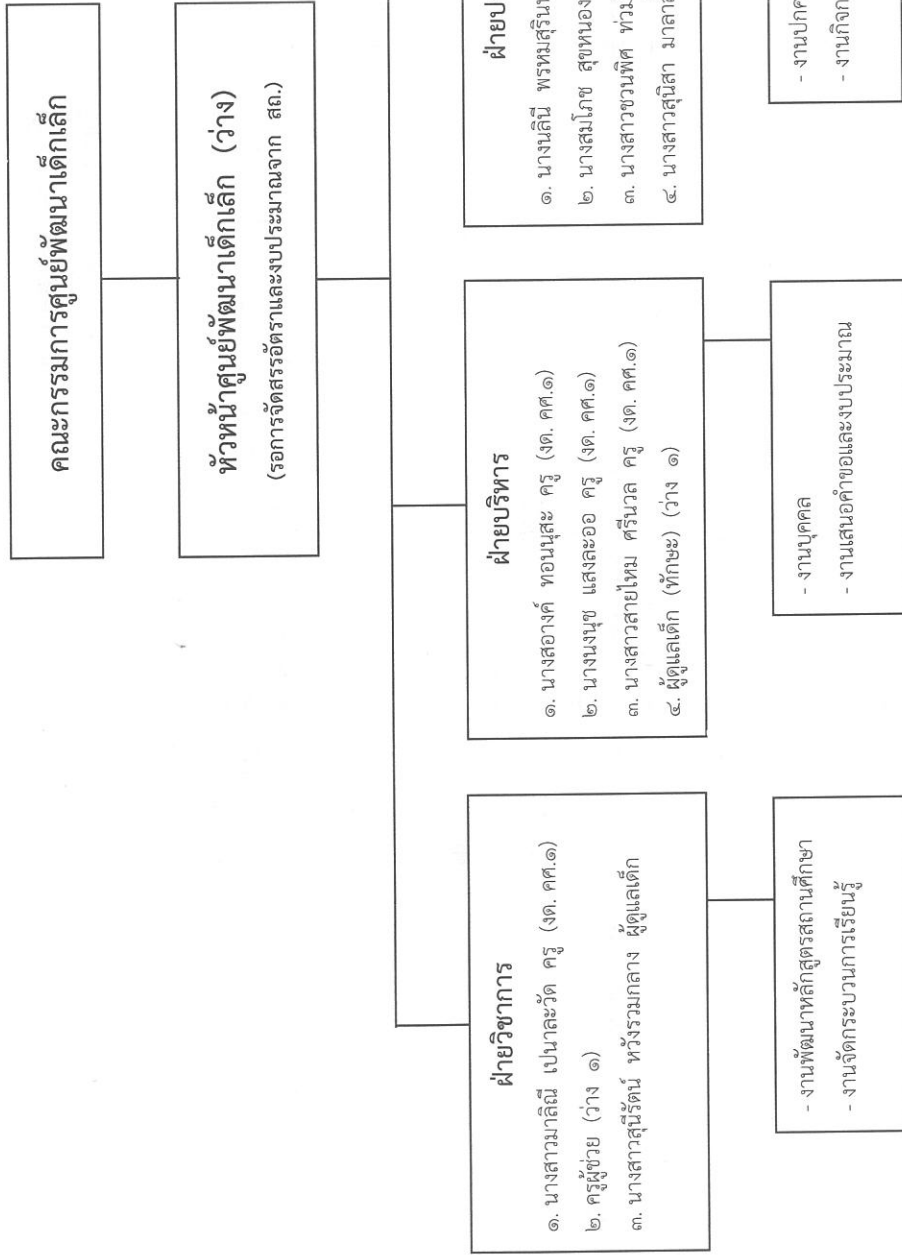 คณะกรรมการศูนย์พัฒนาเด็กเล็ก
หัวหน้าศูนย์พัฒนาเด็กเล็ก (ว่าง)
(รอการจัดสรรอัตราและงบประมาณจาก สถ.)
ฝ่ายวิชาการ
๑. นางสาวมาลิณี เปนาละวัด ครู (งด. คศ.๑)
๒. ครูผู้ช่วย (ว่าง ๑)
๓. นางสาวสุนีรัตน์ หวังรวมกลาง ผู้ดูแลเด็ก
- งานพัฒนาหลักสูตรสถานศึกษา
- งานจัดกระบวนการเรียนรู้
ฝ่ายบริหาร
๑. นางสอางค์ ทอนนุสะ ครู (งด. คศ.๑)
๒. นางนงนุช แสงละออ ครู (งด. คศ.๑)
๓. นางสาวสายไหม ศรีนวล ครู (งด. คศ.๑)
๔. ผู้ดูแลเด็ก (ทักษะ) (ว่าง ๑)
- งานบุคคล
- งานเสนอคำขอและงบประมาณ
ฝ่ายป
๑. นางนลินี พรหมสุริน
๒. นางสมโภช สุขหนอง
๓. นางสาวชวนพิศ ท่วม
๔. นางสาวสุนิสา มาลา
- งานปกค
- งานกิจก